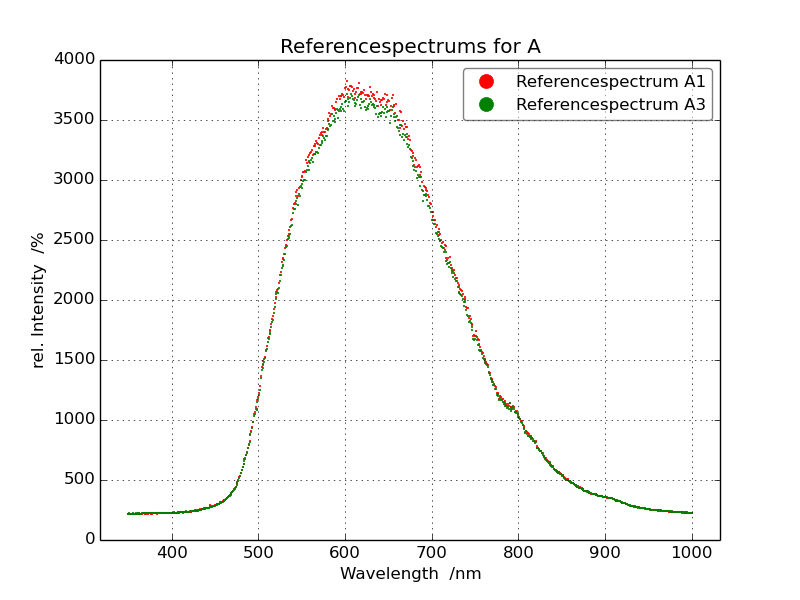 Referencespectrums for A
Referencespectrum A1
Referencespectrum A3
4000
3500
3000
2500
2000
1500
1000
500
0
rel. Intensity /%
400 500 600 700 800 900 1000
Wavelength /nm